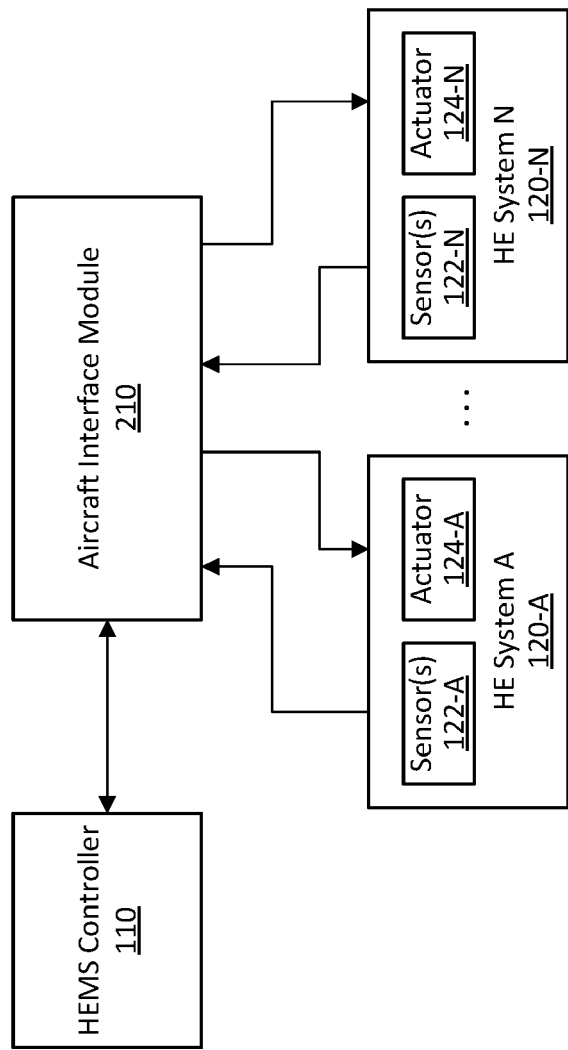 HEMS Controller
110
Aircraft Interface Module
210
Sensor(s)
122-A
Actuator
124-A
HE System A
120-A
...
Sensor(s)
122-N
Actuator
124-N
HE System N
120-N